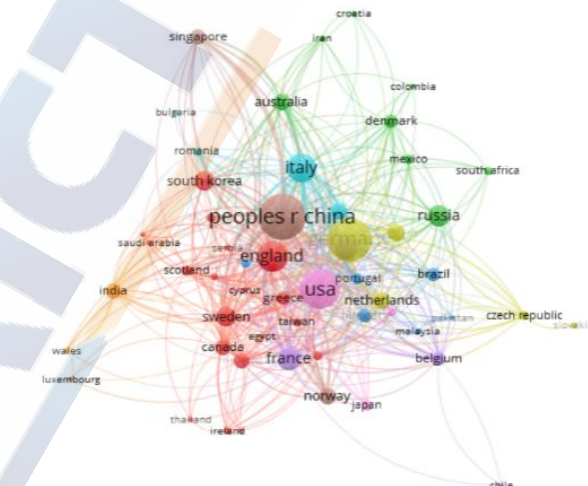 croatia
singapore
iran
colombia
australia
bulgaria
denmark
romania
mexico
italy
south africa
south korea
peoples r china
russia
germany
saudi arabia
serbia
england
scotland
portugal
brazil
india
cyprus
usa
greece
netherlands
sweden
taiwan
pakistan
czech republic
malaysia
egypt
canada
wales
france
belgium
luxembourg
norway
japan
thailand
ireland
chile